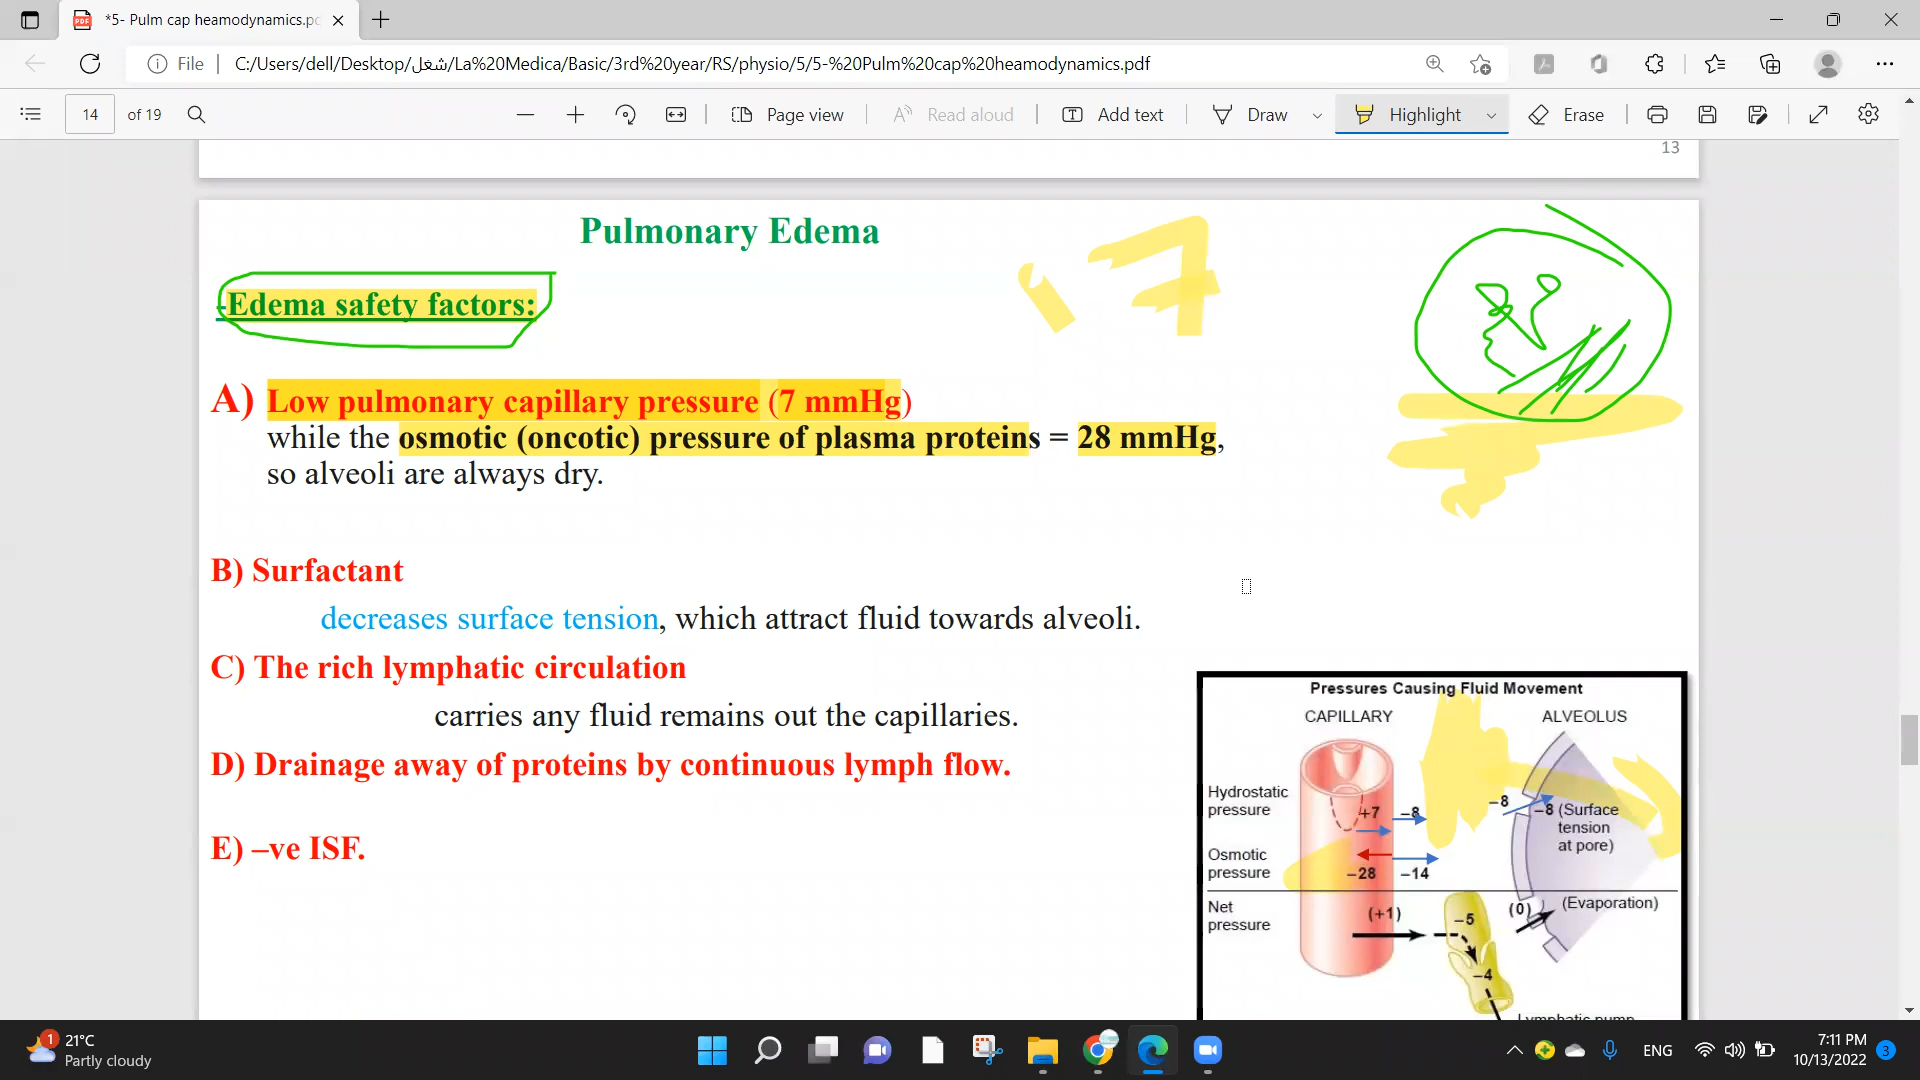 *5- Pulm cap heamodynamics.pd
File
C:/Users/dell/Desktop/شغل/La%20Medica/Basic/3rd%20year/RS/physio/5/5-%20Pulm%20cap%20heamodynamics.pdf
14 of 19
Page view
Read aloud
Add text
Draw
Highlight
Erase
13
Pulmonary Edema
-Edema safety factors:
A) Low pulmonary capillary pressure (7 mmHg)
while the osmotic (oncotic) pressure of plasma proteins = 28 mmHg,
so alveoli are always dry.
B) Surfactant
decreases surface tension, which attract fluid towards alveoli.
C) The rich lymphatic circulation
carries any fluid remains out the capillaries.
D) Drainage away of proteins by continuous lymph flow.
E) –ve ISF.
Pressures Causing Fluid Movement
CAPILLARY ALVEOLUS
Hydrostatic
pressure
+7 –8 –8 –8 (Surface
tension
at pore)
Osmotic
pressure
–28 –14
Net
pressure
(+1) –5 (0) (Evaporation)
–4
Lymphatic pump
1
21°C
Partly cloudy
ENG
7:11 PM
10/13/2022
3